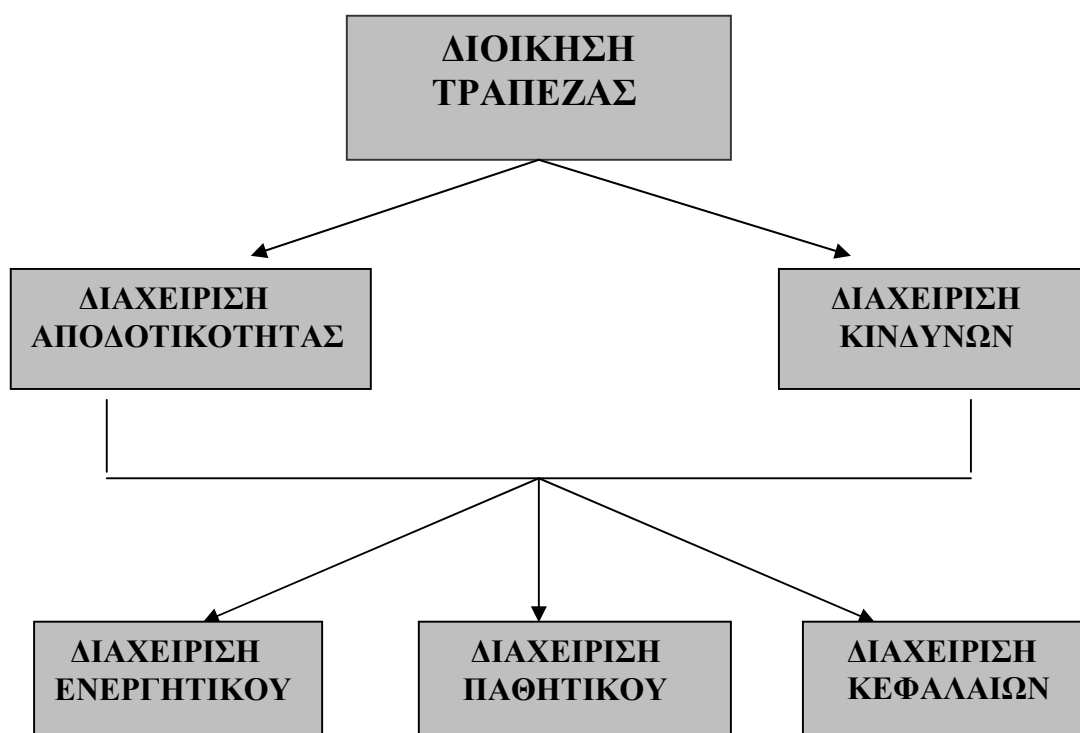 ΔΙΟΙΚΗΣΗ
ΤΡΑΠΕΖΑΣ
ΔΙΑΧΕΙΡΙΣΗ
ΑΠΟΔΟΤΙΚΟΤΗΤΑΣ
ΔΙΑΧΕΙΡΙΣΗ
ΚΙΝΔΥΝΩΝ
ΔΙΑΧΕΙΡΙΣΗ
ΕΝΕΡΓΗΤΙΚΟΥ
ΔΙΑΧΕΙΡΙΣΗ
ΠΑΘΗΤΙΚΟΥ
ΔΙΑΧΕΙΡΙΣΗ
ΚΕΦΑΛΑΙΩΝ